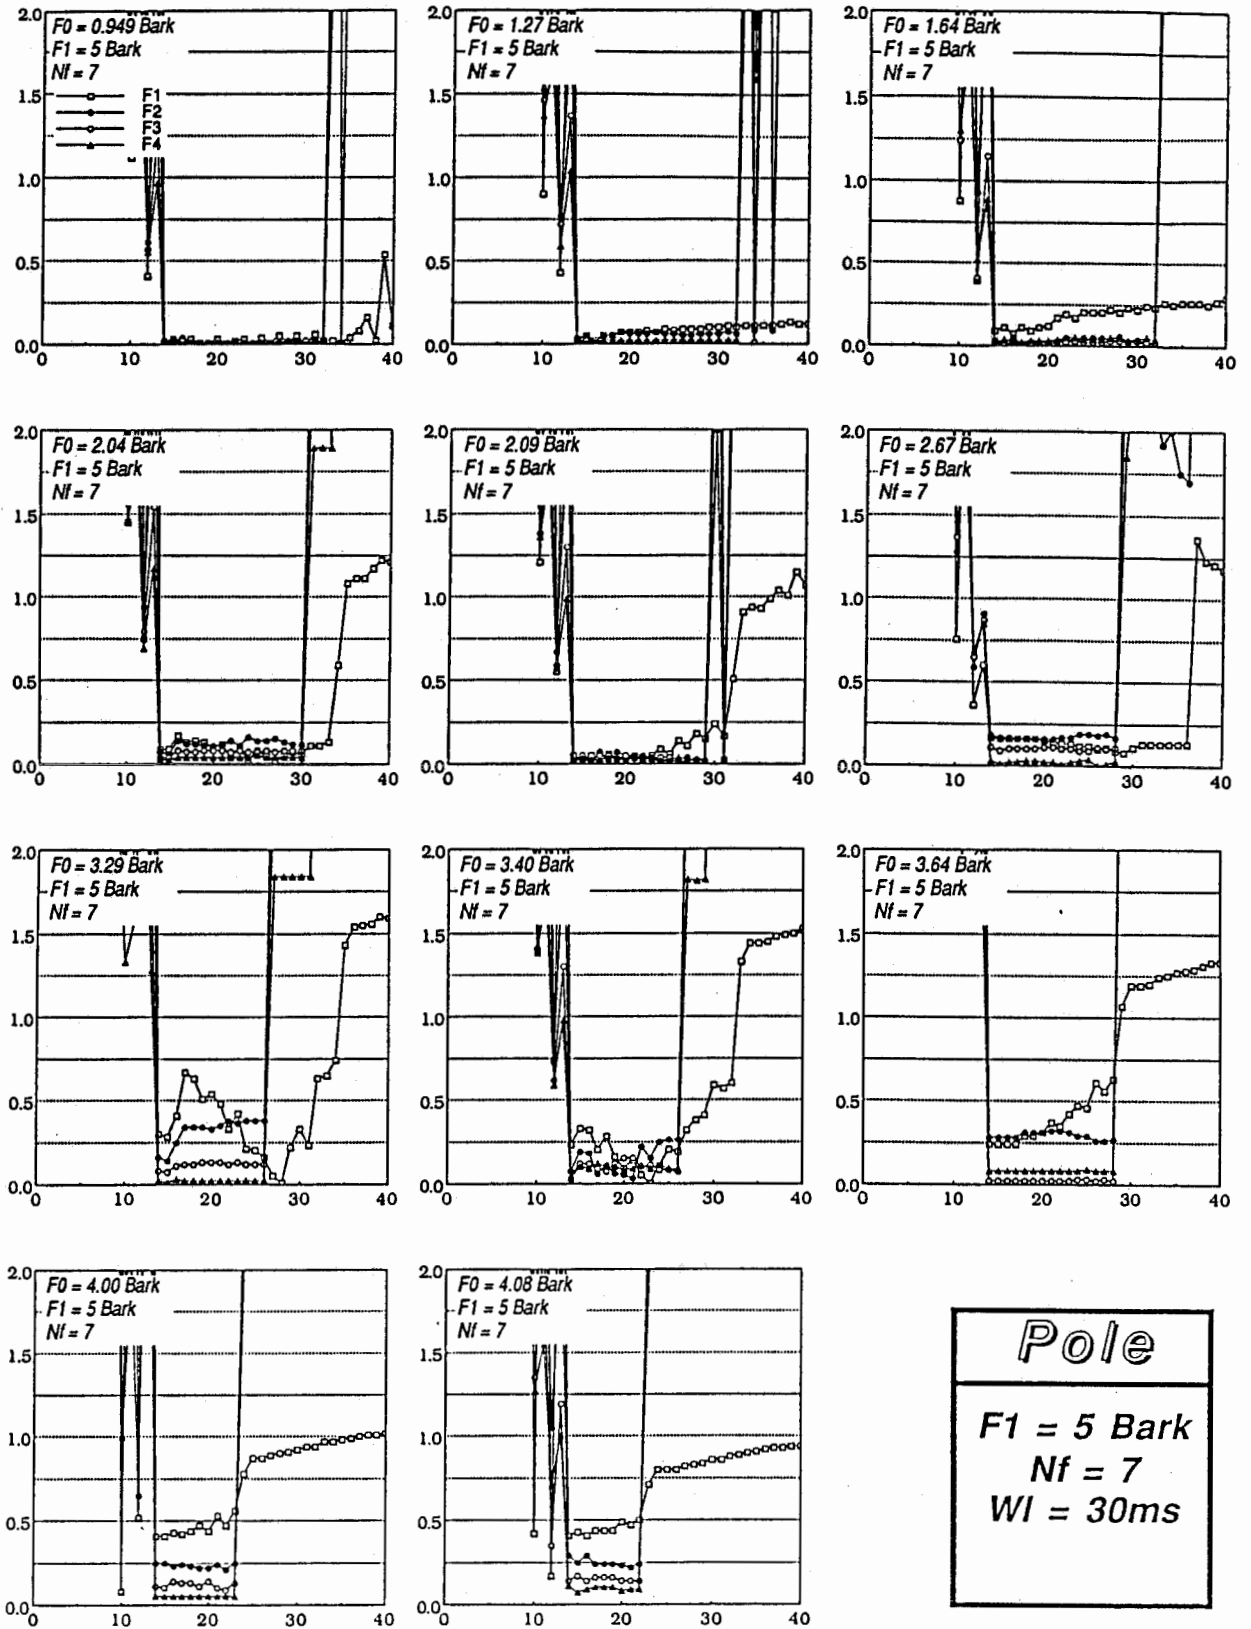 2.0
F0 = 0.949 Bark
F1 = 5 Bark
Nf = 7
F1
F2
F3
F4
1.5
1.0
0.5
0.0
0 10 20 30 40
2.0
F0 = 1.27 Bark
F1 = 5 Bark
Nf = 7
1.5
1.0
0.5
0.0
0 10 20 30 40
2.0
F0 = 1.64 Bark
F1 = 5 Bark
Nf = 7
1.5
1.0
0.5
0.0
0 10 20 30 40
2.0
F0 = 2.04 Bark
F1 = 5 Bark
Nf = 7
1.5
1.0
0.5
0.0
0 10 20 30 40
2.0
F0 = 2.09 Bark
F1 = 5 Bark
Nf = 7
1.5
1.0
0.5
0.0
0 10 20 30 40
2.0
F0 = 2.67 Bark
F1 = 5 Bark
Nf = 7
1.5
1.0
0.5
0.0
0 10 20 30 40
2.0
F0 = 3.29 Bark
F1 = 5 Bark
Nf = 7
1.5
1.0
0.5
0.0
0 10 20 30 40
2.0
F0 = 3.40 Bark
F1 = 5 Bark
Nf = 7
1.5
1.0
0.5
0.0
0 10 20 30 40
2.0
F0 = 3.64 Bark
F1 = 5 Bark
Nf = 7
1.5
1.0
0.5
0.0
0 10 20 30 40
2.0
F0 = 4.00 Bark
F1 = 5 Bark
Nf = 7
1.5
1.0
0.5
0.0
0 10 20 30 40
2.0
F0 = 4.08 Bark
F1 = 5 Bark
Nf = 7
1.5
1.0
0.5
0.0
0 10 20 30 40
Pole
F1 = 5 Bark
Nf = 7
Wl = 30ms